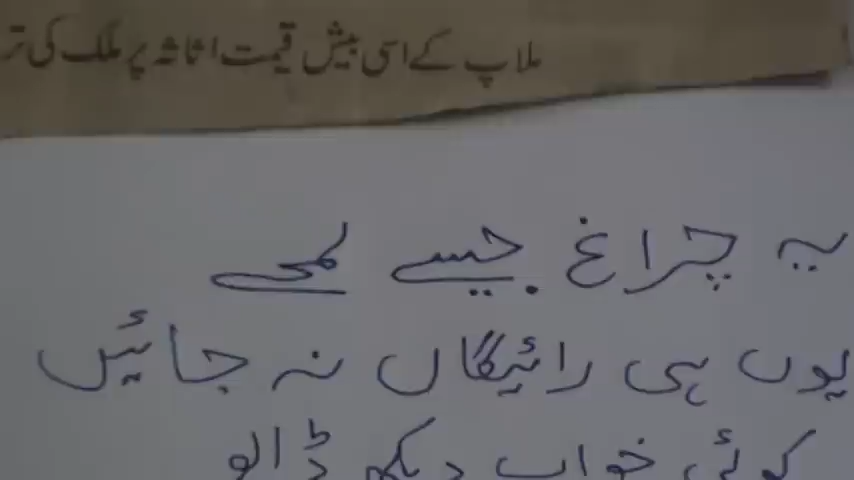 ملاپ کے اسی بیش قیمت اثاثہ پر ملک کی تر
یہ چراغ جیسے لمحے
یوں ہی رائیگاں نہ جائیں
کوئی خواب دیکھ ڈالو